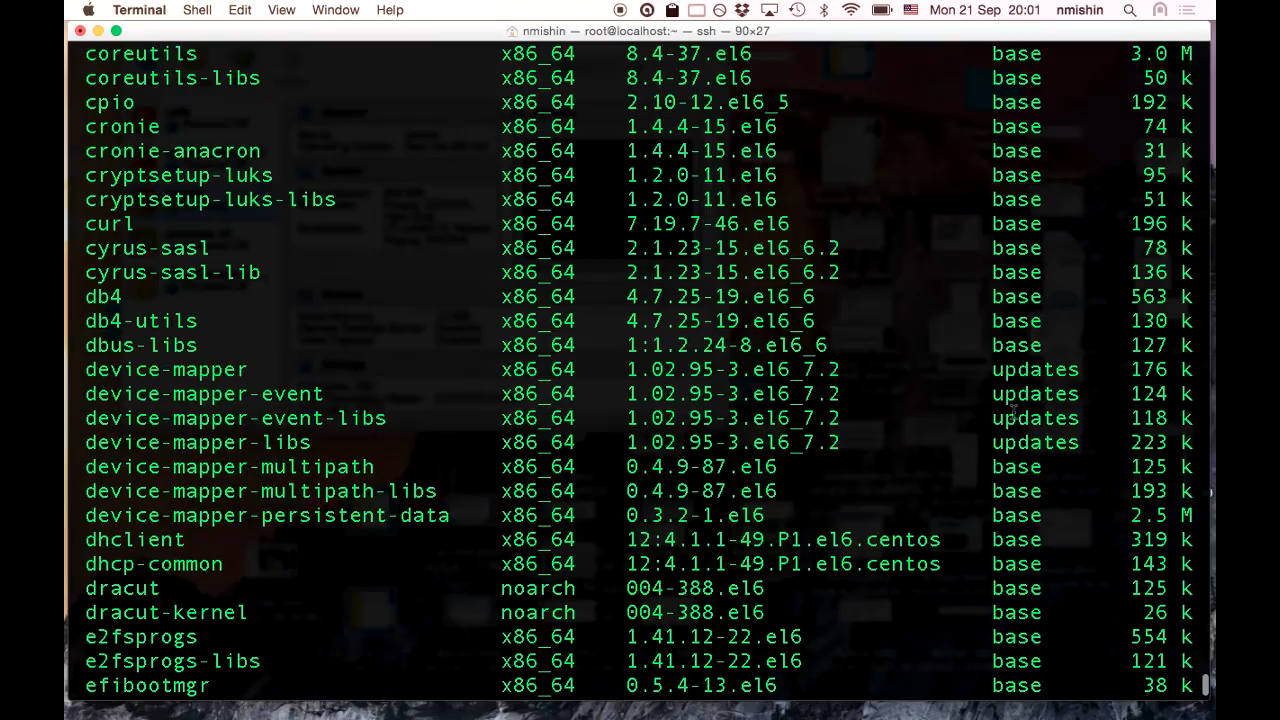 Terminal Shell Edit View Window Help Mon 21 Sep 20:01 nmishin
nmishin — root@localhost:~ — ssh — 90×27
coreutils x86_64 8.4-37.el6 base 3.0 M
coreutils-libs x86_64 8.4-37.el6 base 50 k
cpio x86_64 2.10-12.el6_5 base 192 k
cronie x86_64 1.4.4-15.el6 base 74 k
cronie-anacron x86_64 1.4.4-15.el6 base 31 k
cryptsetup-luks x86_64 1.2.0-11.el6 base 95 k
cryptsetup-luks-libs x86_64 1.2.0-11.el6 base 51 k
curl x86_64 7.19.7-46.el6 base 196 k
cyrus-sasl x86_64 2.1.23-15.el6_6.2 base 78 k
cyrus-sasl-lib x86_64 2.1.23-15.el6_6.2 base 136 k
db4 x86_64 4.7.25-19.el6_6 base 563 k
db4-utils x86_64 4.7.25-19.el6_6 base 130 k
dbus-libs x86_64 1:1.2.24-8.el6_6 base 127 k
device-mapper x86_64 1.02.95-3.el6_7.2 updates 176 k
device-mapper-event x86_64 1.02.95-3.el6_7.2 updates 124 k
device-mapper-event-libs x86_64 1.02.95-3.el6_7.2 updates 118 k
device-mapper-libs x86_64 1.02.95-3.el6_7.2 updates 223 k
device-mapper-multipath x86_64 0.4.9-87.el6 base 125 k
device-mapper-multipath-libs x86_64 0.4.9-87.el6 base 193 k
device-mapper-persistent-data x86_64 0.3.2-1.el6 base 2.5 M
dhclient x86_64 12:4.1.1-49.P1.el6.centos base 319 k
dhcp-common x86_64 12:4.1.1-49.P1.el6.centos base 143 k
dracut noarch 004-388.el6 base 125 k
dracut-kernel noarch 004-388.el6 base 26 k
e2fsprogs x86_64 1.41.12-22.el6 base 554 k
e2fsprogs-libs x86_64 1.41.12-22.el6 base 121 k
efibootmgr x86_64 0.5.4-13.el6 base 38 k